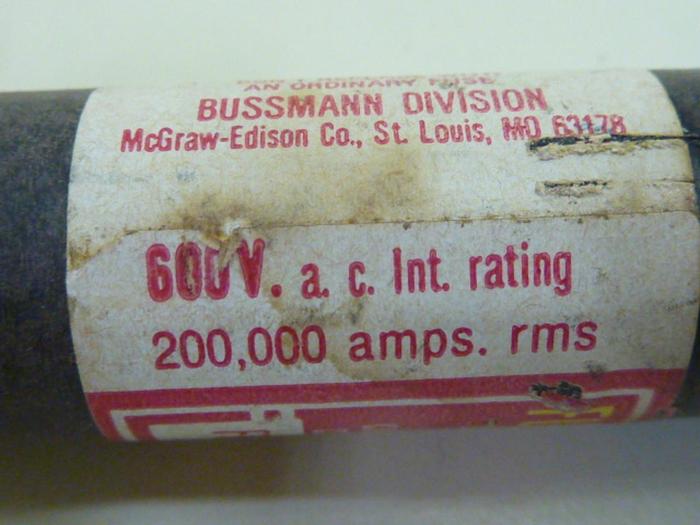 AN ORDINARY FUSE
BUSSMANN DIVISION
McGraw-Edison Co., St. Louis, MO 63178
600V. a. c. Int. rating
200,000 amps. rms